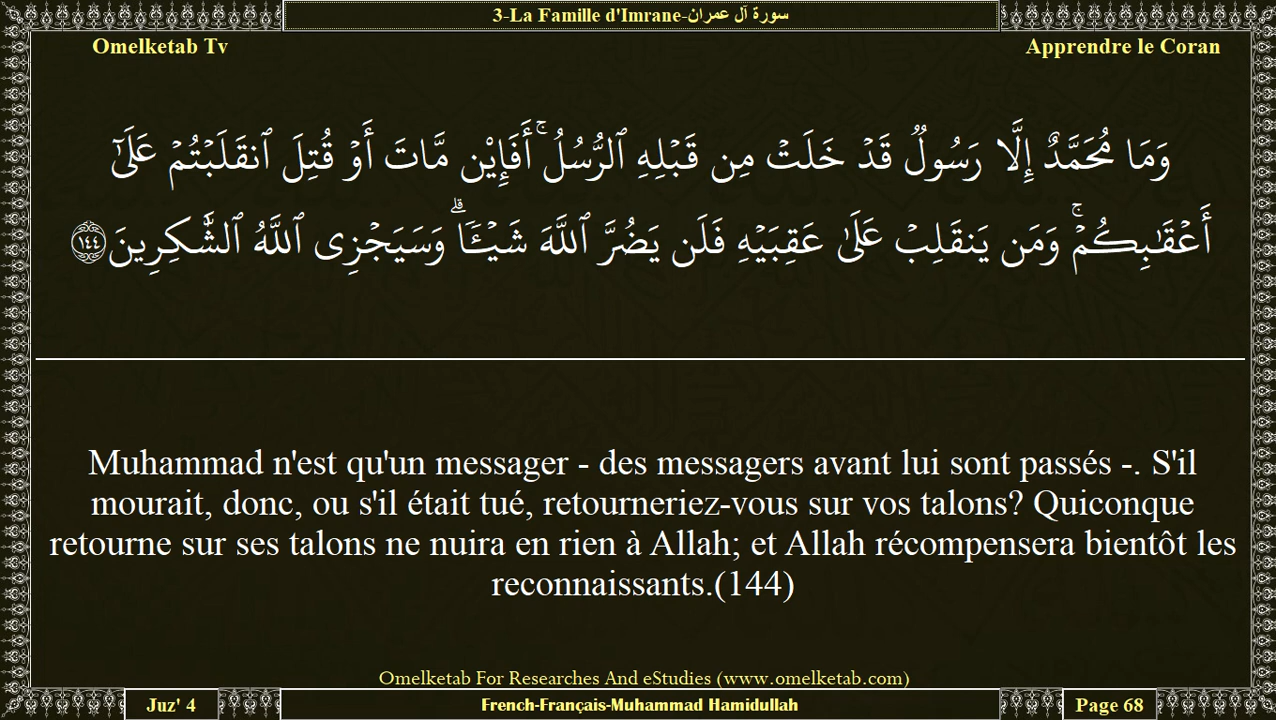 3-La Famille d'Imrane-سورة آل عمران
Omelketab Tv
Apprendre le Coran
وَمَا مُحَمَّدٌ إِلَّا رَسُولٌۭ قَدْ خَلَتْ مِن قَبْلِهِ ٱلرُّسُلُ ۚ أَفَإِي۟ن مَّاتَ أَوْ قُتِلَ ٱنقَلَبْتُمْ عَلَىٰٓ
أَعْقَـٰبِكُمْ ۚ وَمَن يَنقَلِبْ عَلَىٰ عَقِبَيْهِ فَلَن يَضُرَّ ٱللَّهَ شَيْـًۭٔا ۗ وَسَيَجْزِى ٱللَّهُ ٱلشَّـٰكِرِينَ ١٤٤
Muhammad n'est qu'un messager - des messagers avant lui sont passés -. S'il
mourait, donc, ou s'il était tué, retourneriez-vous sur vos talons? Quiconque
retourne sur ses talons ne nuira en rien à Allah; et Allah récompensera bientôt les
reconnaissants.(144)
Omelketab For Researches And eStudies (www.omelketab.com)
Juz' 4
French-Français-Muhammad Hamidullah
Page 68